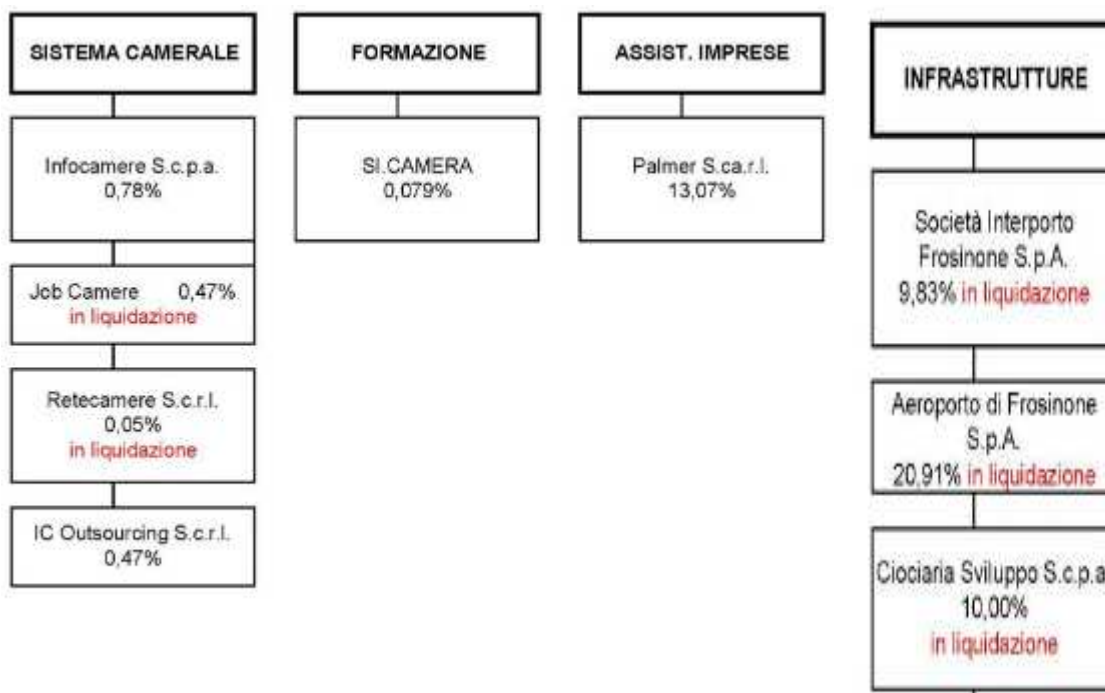 SISTEMA CAMERALE
Infocamere S.c.p.a.
0,78%
Job Camere 0,47%
in liquidazione
Retecamere S.c.r.l.
0,05%
in liquidazione
IC Outsourcing S.c.r.l.
0,47%
FORMAZIONE
SI.CAMERA
0,079%
ASSIST. IMPRESE
Palmer S.ca.r.l.
13,07%
INFRASTRUTTURE
Società Interporto
Frosinone S.p.A.
9,83% in liquidazione
Aeroporto di Frosinone
S.p.A.
20,91% in liquidazione
Ciociaria Sviluppo S.c.p.a
10,00%
in liquidazione